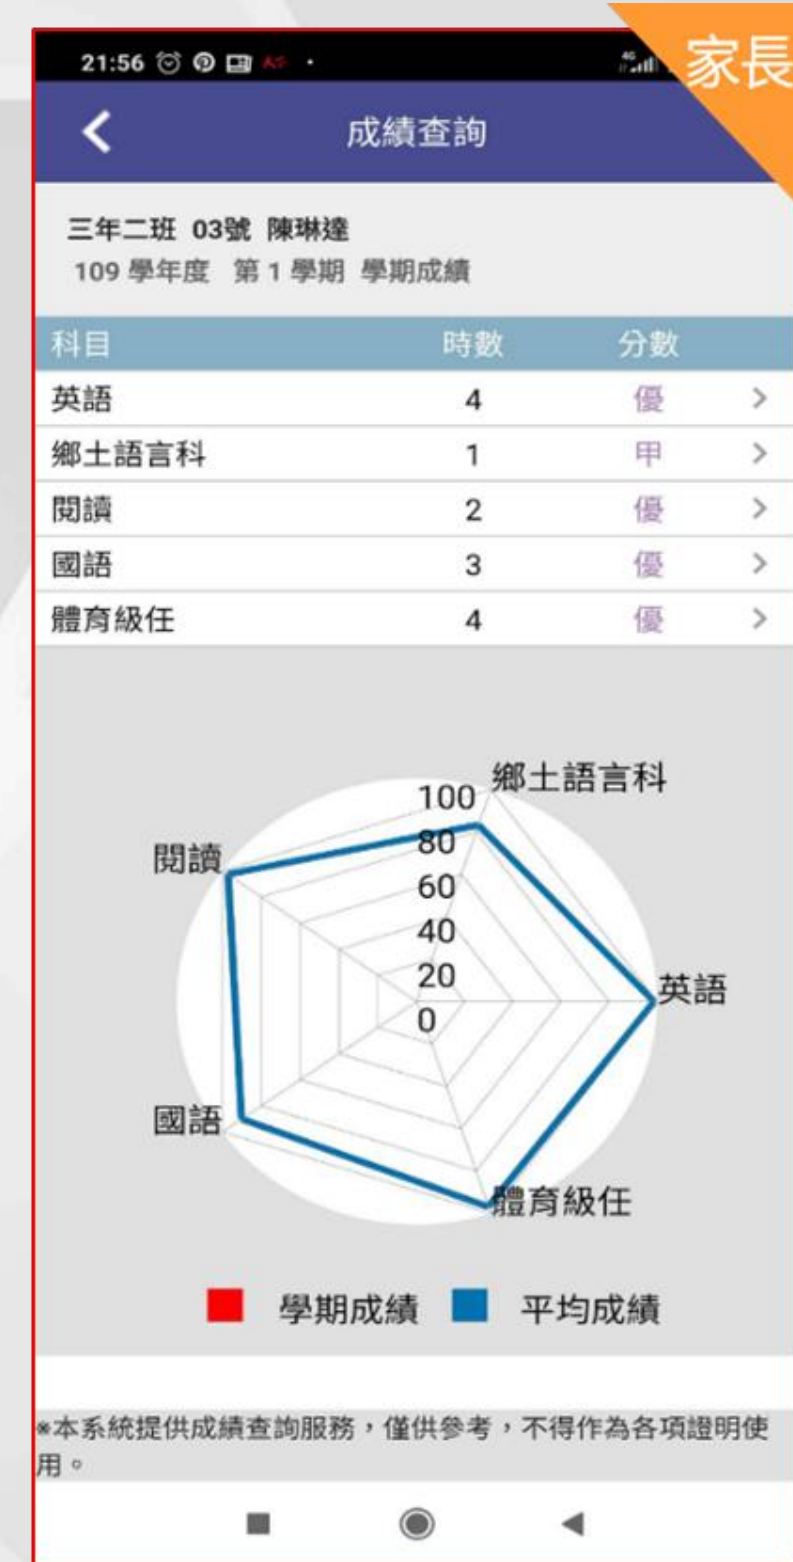 家長
21:56
4G
成績查詢
三年二班 03號 陳琳達
109 學年度 第 1 學期 學期成績
科目 時數 分數
英語 4 優
鄉土語言科 1 甲
閱讀 2 優
國語 3 優
體育級任 4 優
鄉土語言科
100
80
閱讀
60
40
20
英語
0
國語
體育級任
學期成績 平均成績
※本系統提供成績查詢服務，僅供參考，不得作為各項證明使
用。